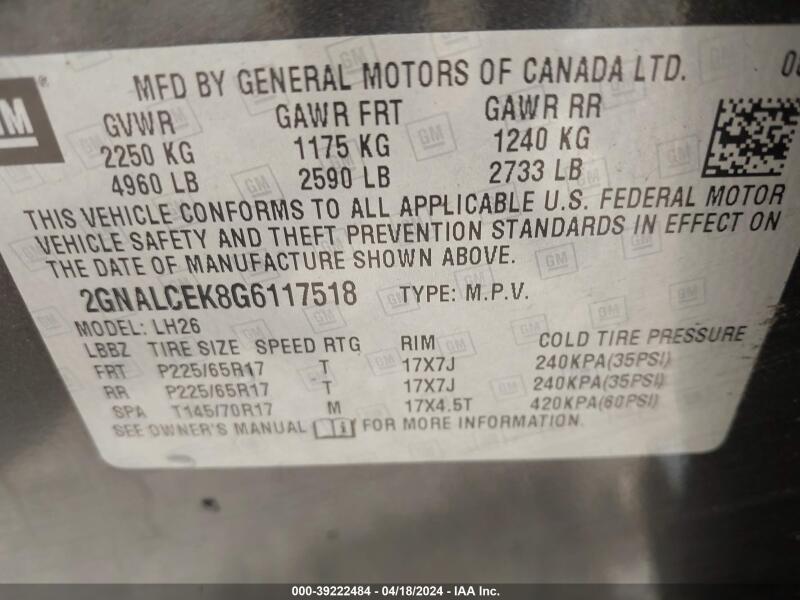 MFD BY GENERAL MOTORS OF CANADA LTD.
GM ®
GVWR GAWR FRT GAWR RR
2250 KG 1175 KG 1240 KG
4960 LB 2590 LB 2733 LB
THIS VEHICLE CONFORMS TO ALL APPLICABLE U.S. FEDERAL MOTOR
VEHICLE SAFETY AND THEFT PREVENTION STANDARDS IN EFFECT ON
THE DATE OF MANUFACTURE SHOWN ABOVE.
2GNALCEK8G6117518 TYPE: M.P.V.
MODEL: LH26
LBBZ TIRE SIZE SPEED RTG RIM COLD TIRE PRESSURE
FRT P225/65R17 T 17X7J 240KPA(35PSI)
RR P225/65R17 T 17X7J 240KPA(35PSI)
SPA T145/70R17 M 17X4.5T 420KPA(60PSI)
SEE OWNER'S MANUAL FOR MORE INFORMATION.
000-39222484 - 04/18/2024 - IAA Inc.